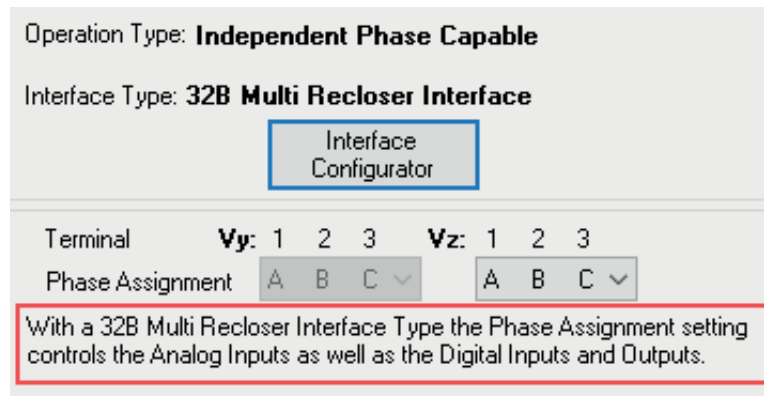 Operation Type: Independent Phase Capable
Interface Type: 32B Multi Recloser Interface
Interface
Configurator
Terminal Vy: 1 2 3 Vz: 1 2 3
Phase Assignment A B C A B C
With a 32B Multi Recloser Interface Type the Phase Assignment setting
controls the Analog Inputs as well as the Digital Inputs and Outputs.